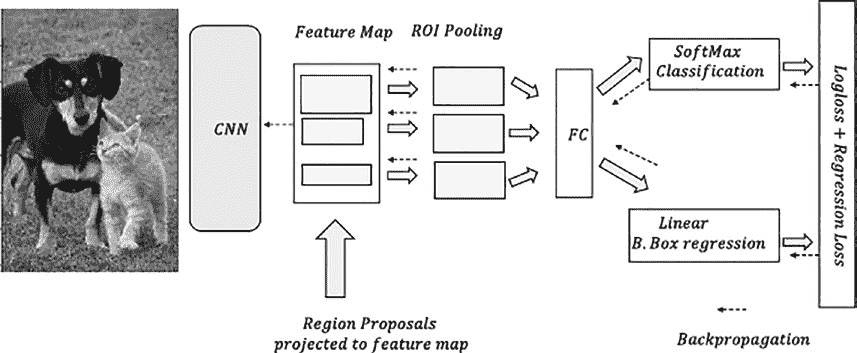 Feature Map
ROI Pooling
CNN
FC
SoftMax
Classification
Linear
B. Box regression
Logloss + Regression Loss
Region Proposals
projected to feature map
Backpropagation